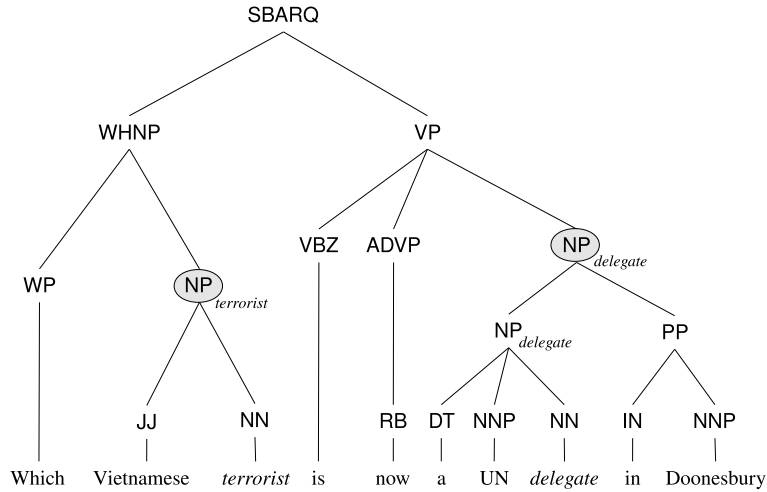 SBARQ
WHNP VP
VBZ ADVP NP delegate
WP NP terrorist
NP delegate PP
JJ NN RB DT NNP NN IN NNP
Which Vietnamese terrorist is now a UN delegate in Doonesbury